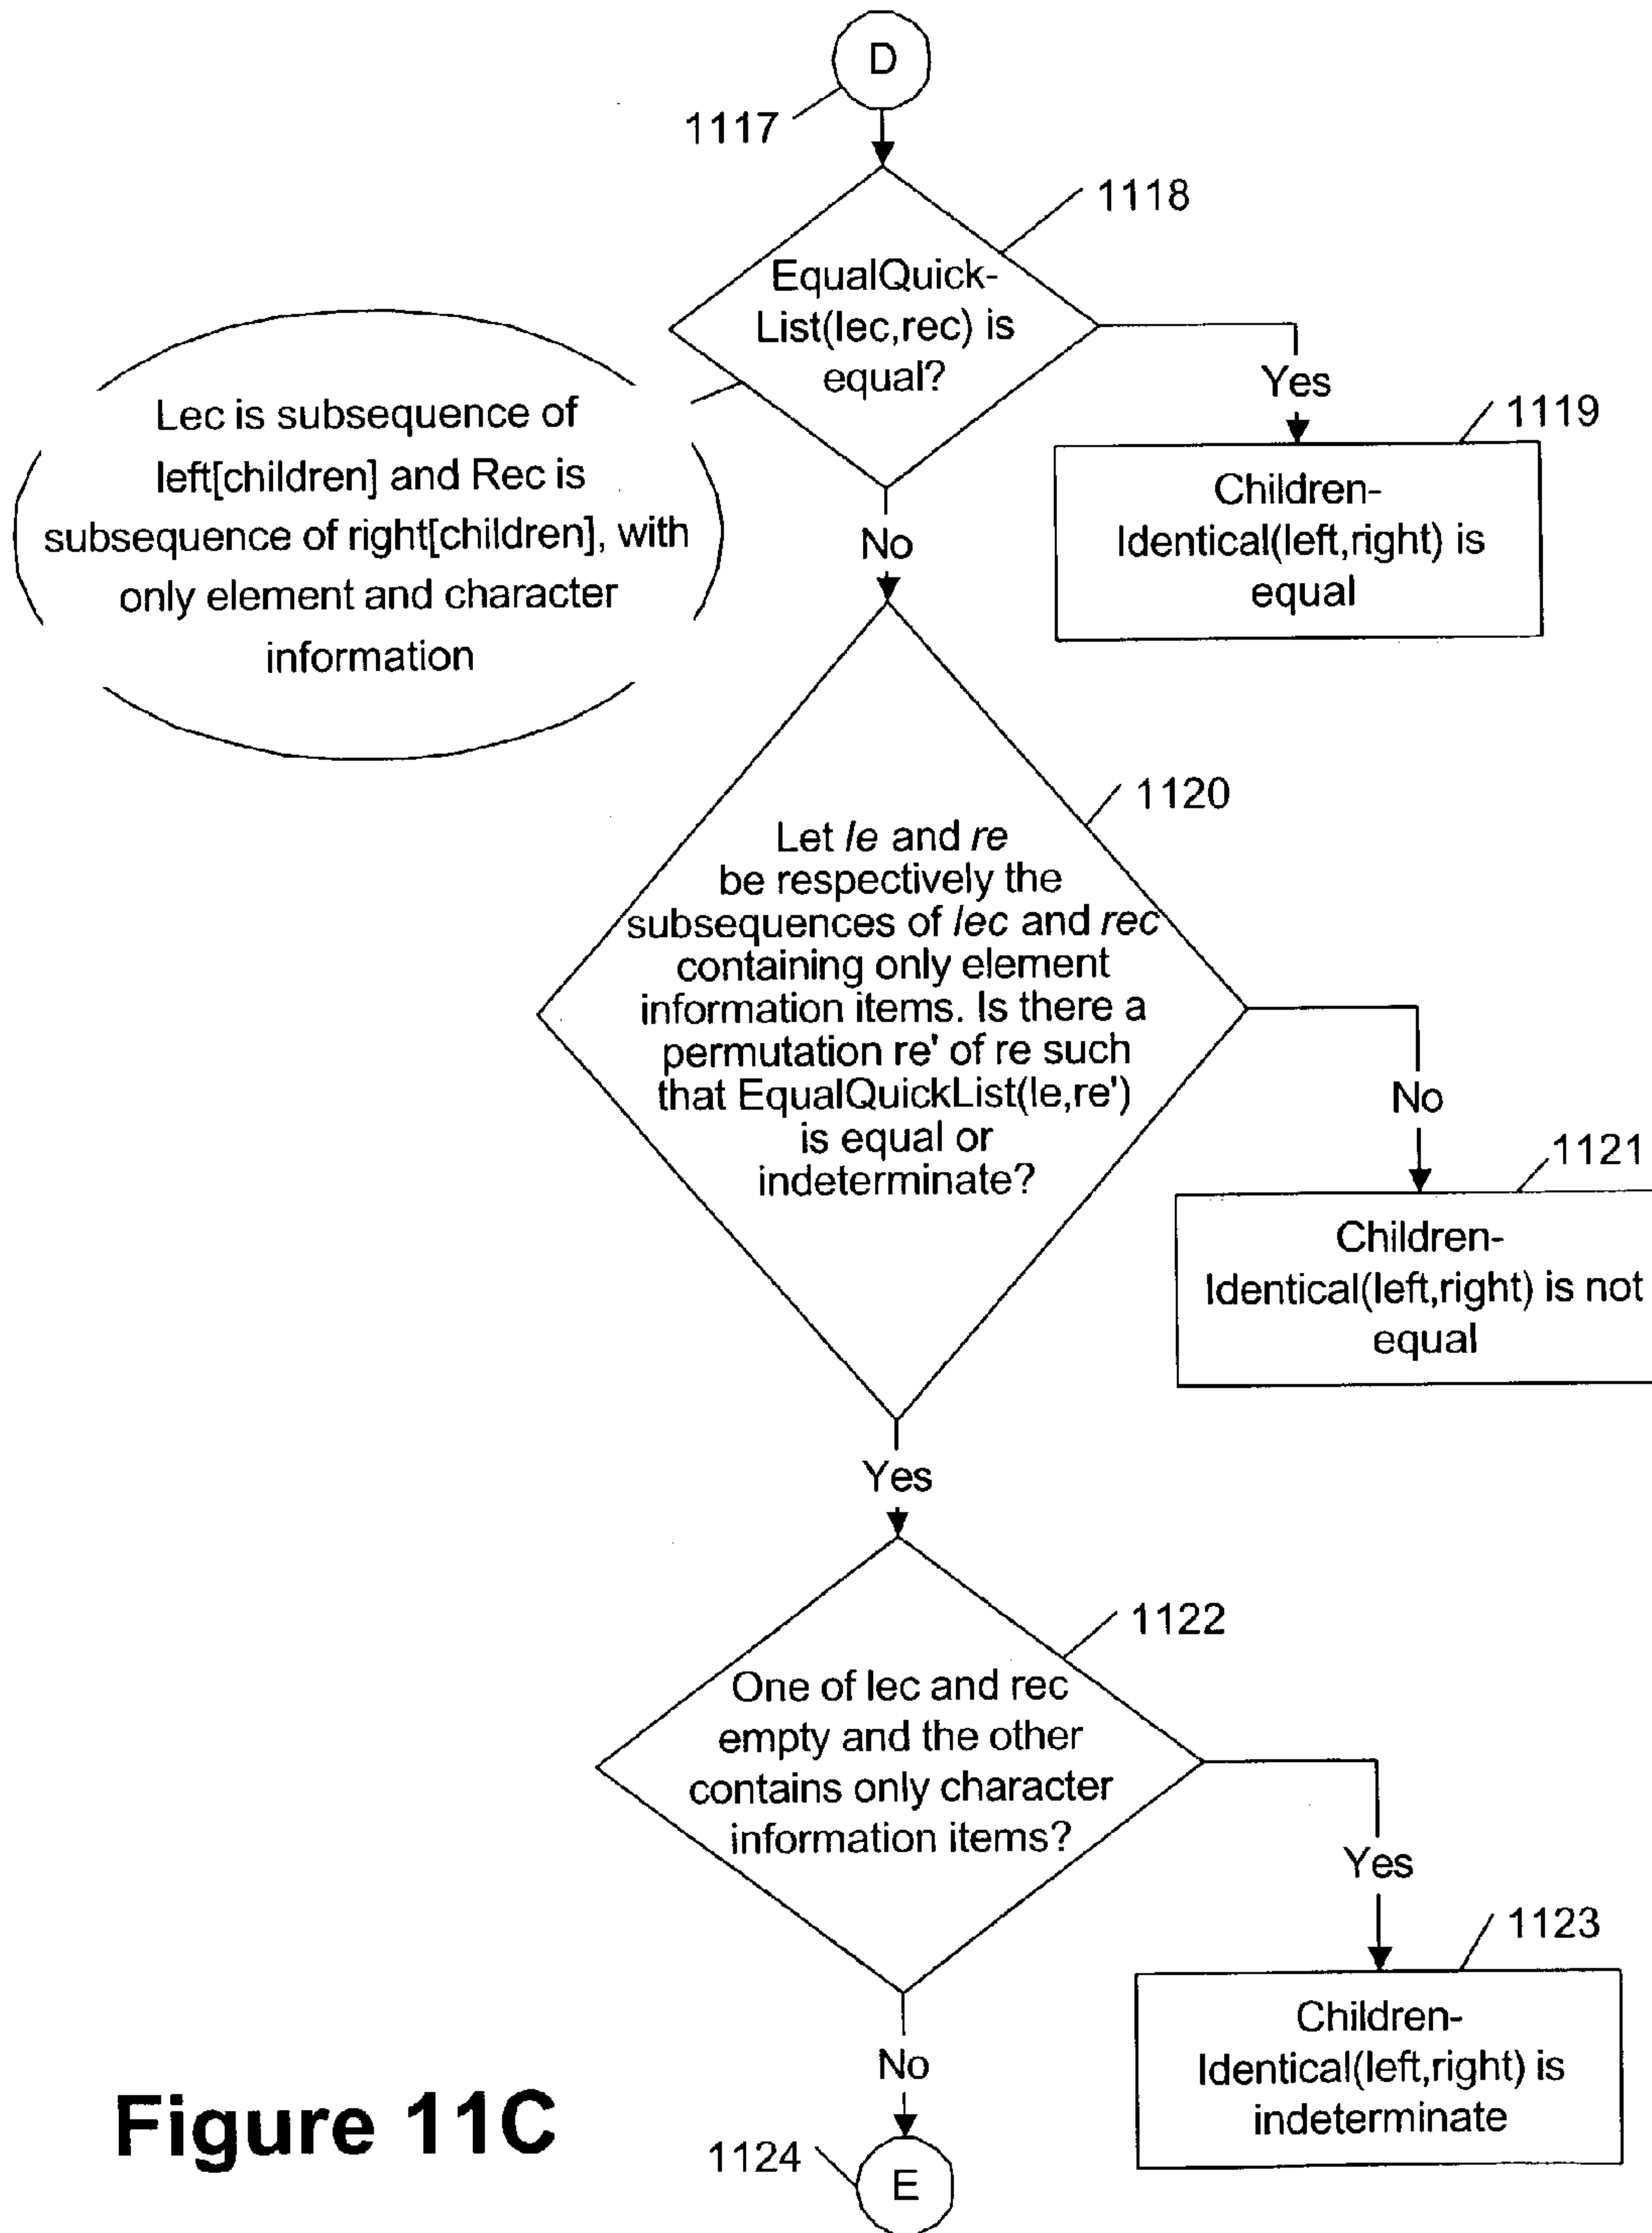 D
1117
1118
EqualQuick-
List(lec,rec) is
equal?
Yes
1119
Children-
Identical(left,right) is
equal
Lec is subsequence of
left[children] and Rec is
subsequence of right[children], with
only element and character
information
No
1120
Let le and re
be respectively the
subsequences of lec and rec
containing only element
information items. Is there a
permutation re' of re such
that EqualQuickList(le,re')
is equal or
indeterminate?
No
1121
Children-
Identical(left,right) is not
equal
Yes
1122
One of lec and rec
empty and the other
contains only character
information items?
Yes
1123
Children-
Identical(left,right) is
indeterminate
No
Figure 11C
1124
E